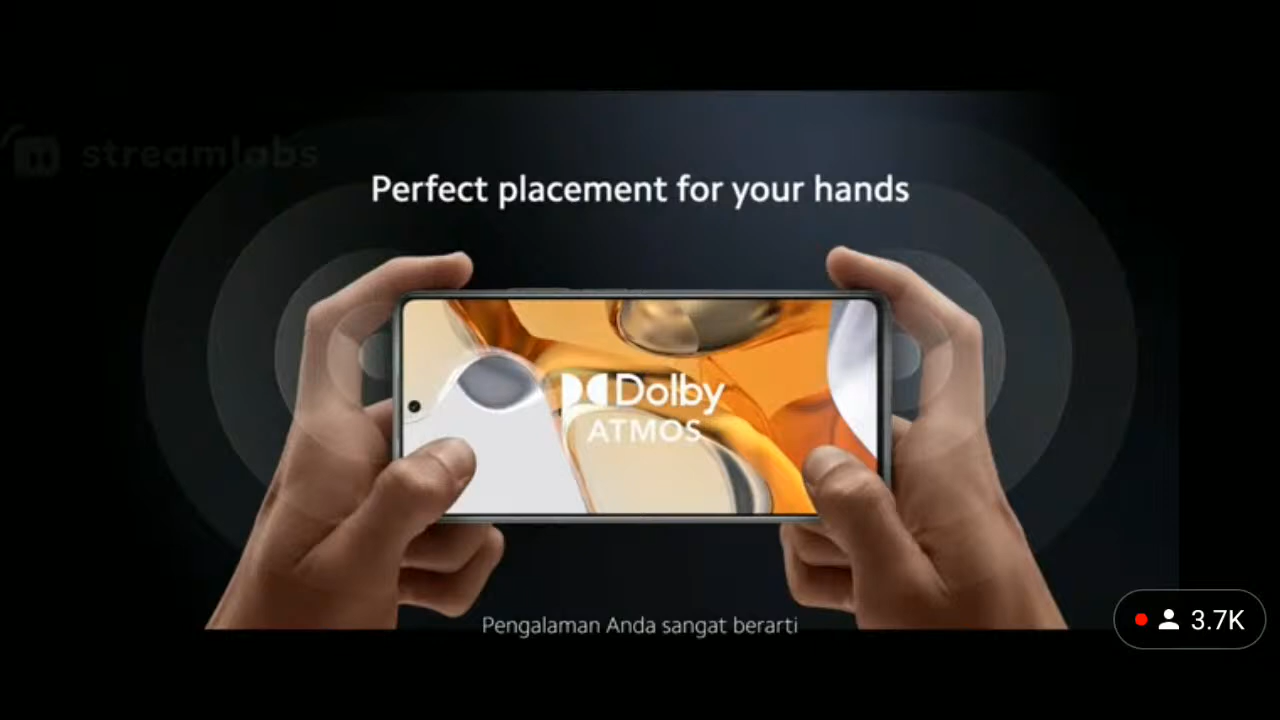 streamlabs
Perfect placement for your hands
Dolby
ATMOS
Pengalaman Anda sangat berarti
3.7K